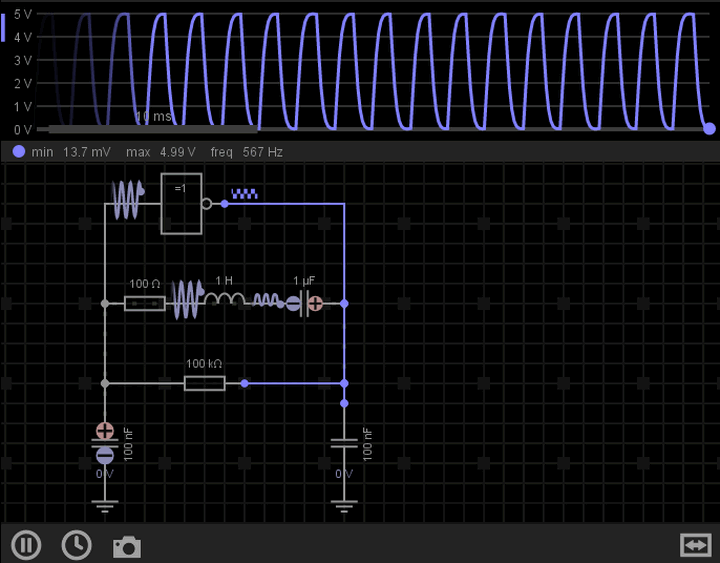 5 V
4 V
3 V
2 V
1 V
0 V
10 ms
min 13.7 mV max 4.99 V freq 567 Hz
=1
100 Ω
1 H
1 µF
100 kΩ
100 nF
100 nF
0 V
0 V